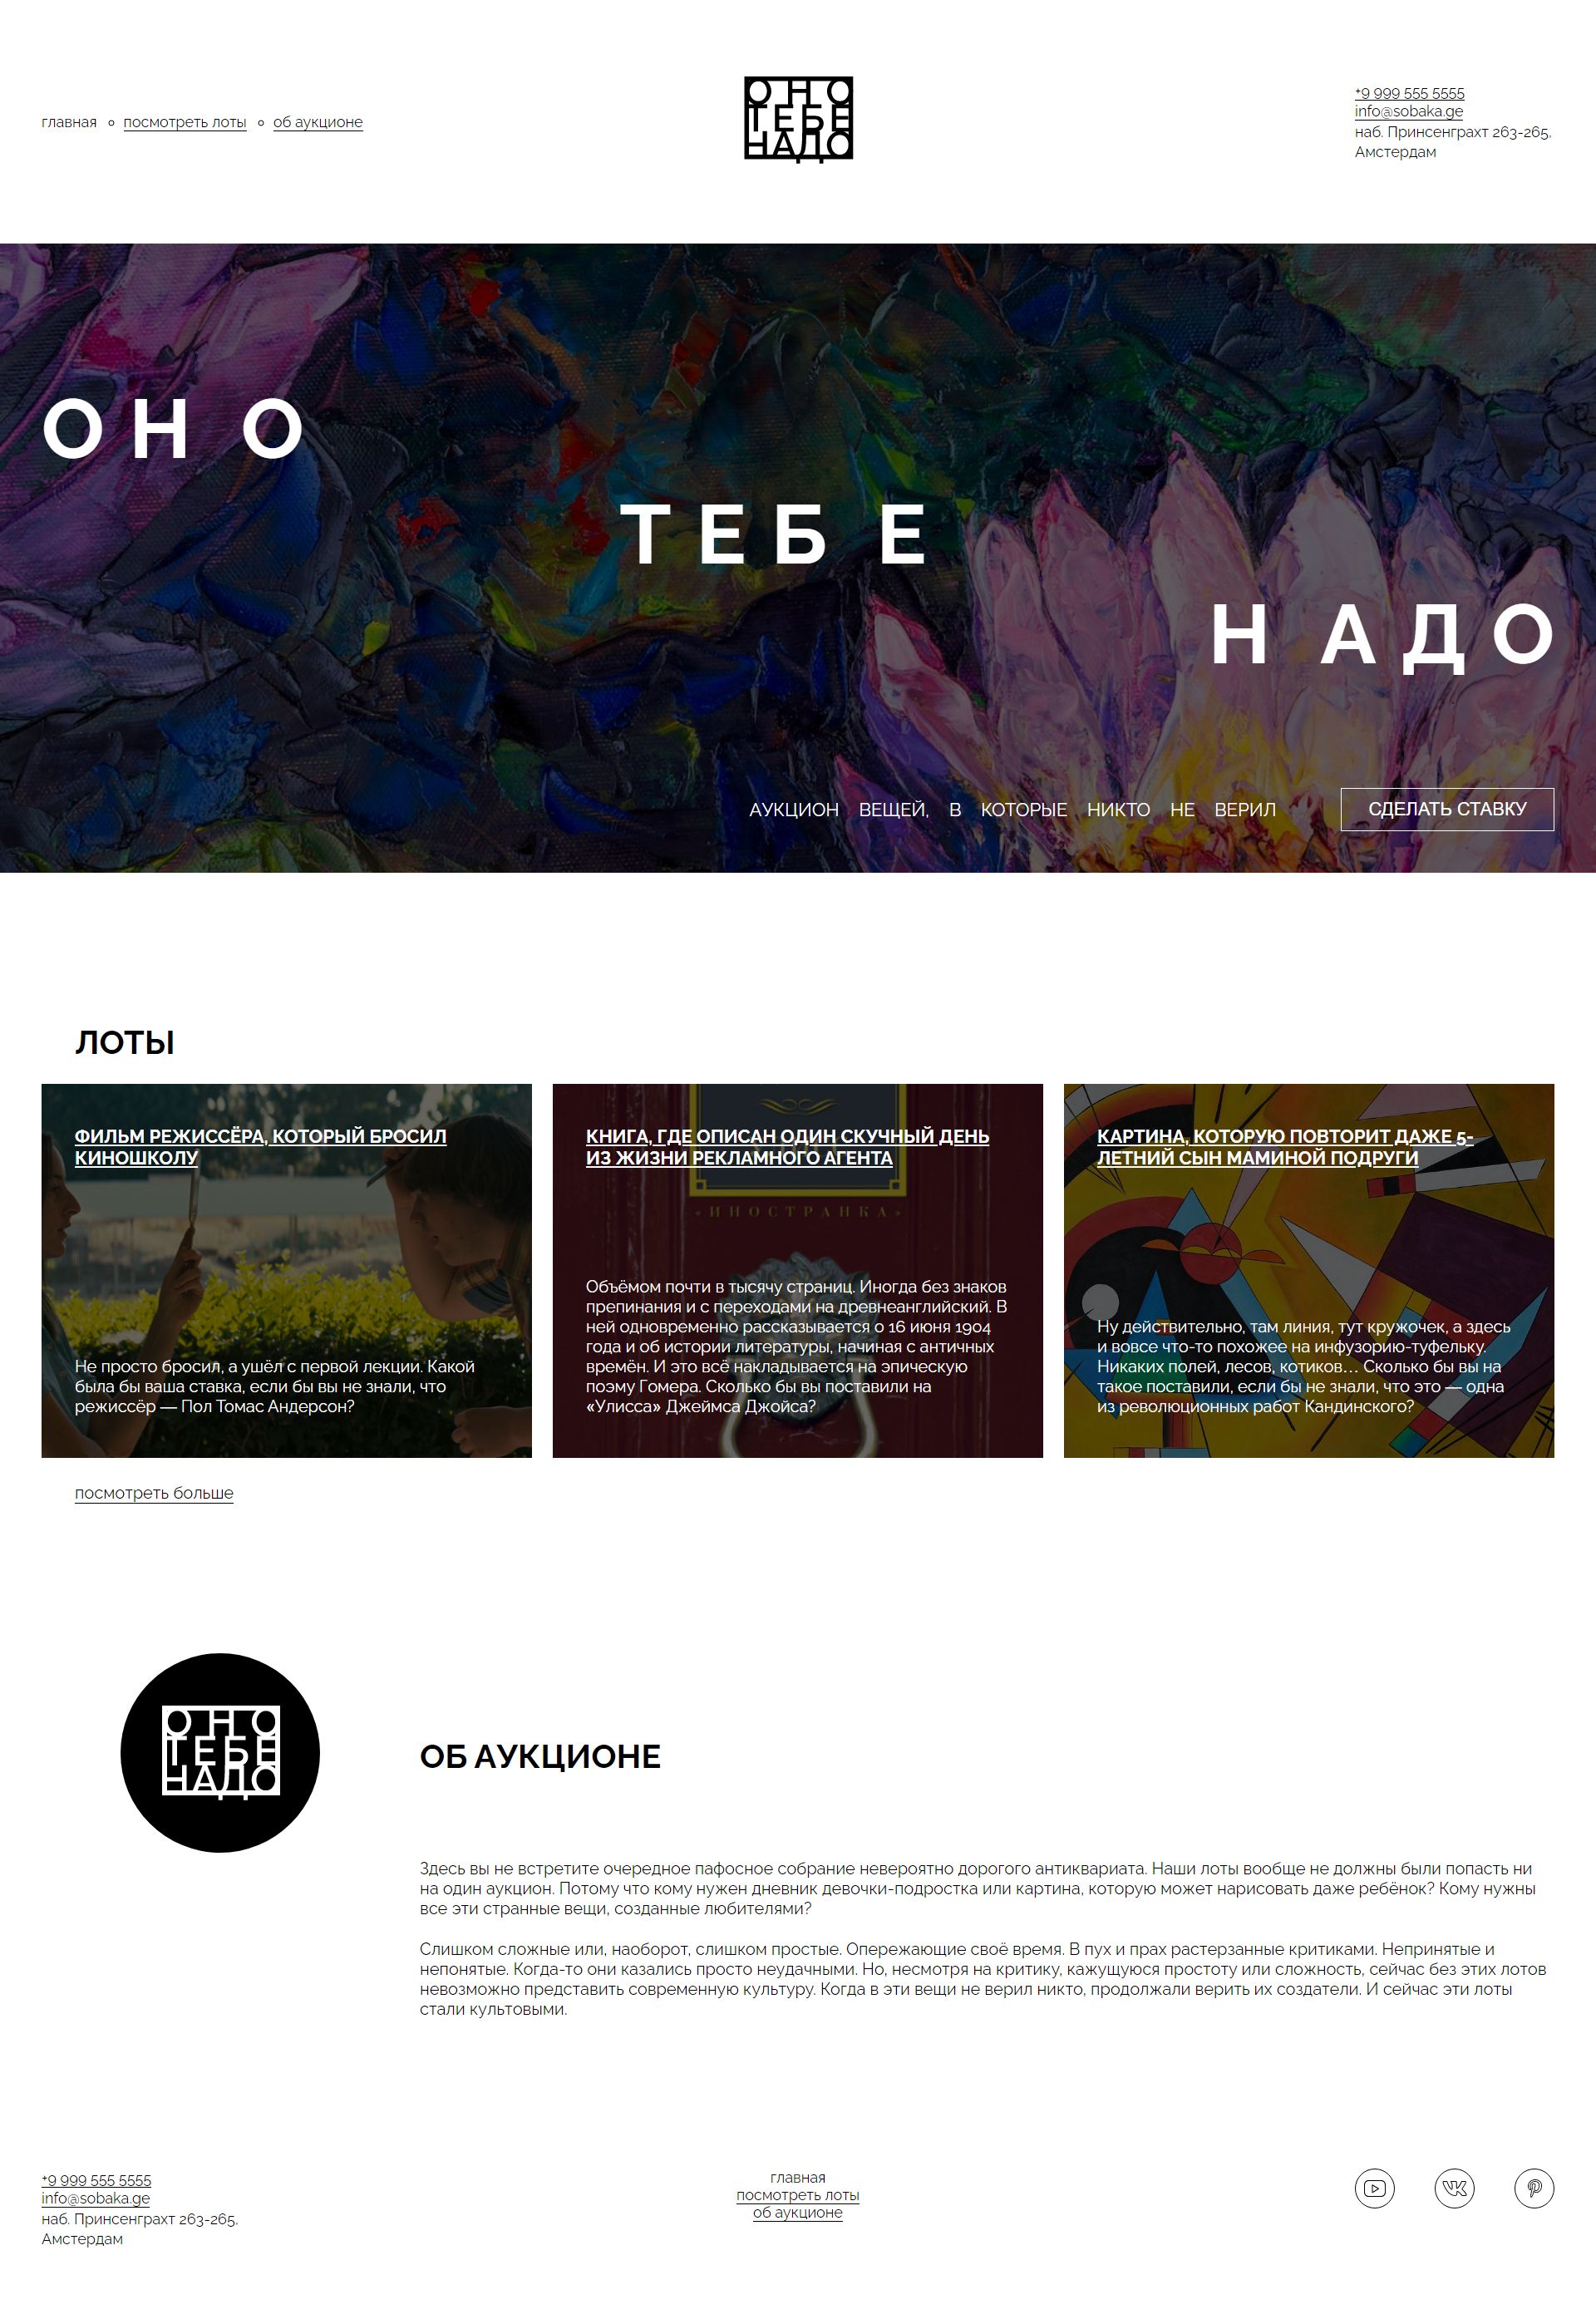 главная
посмотреть лоты
об аукционе
ОНО
ТЕБЕ
НАДО
+9 999 555 5555
info@sobaka.ge
наб. Принсенграхт 263-265,
Амстердам
ОНО
ТЕБЕ
НАДО
АУКЦИОН ВЕЩЕЙ, В КОТОРЫЕ НИКТО НЕ ВЕРИЛ
СДЕЛАТЬ СТАВКУ
ЛОТЫ
ФИЛЬМ РЕЖИССЁРА, КОТОРЫЙ БРОСИЛ
КИНОШКОЛУ
Не просто бросил, а ушёл с первой лекции. Какой
была бы ваша ставка, если бы вы не знали, что
режиссёр — Пол Томас Андерсон?
КНИГА, ГДЕ ОПИСАН ОДИН СКУЧНЫЙ ДЕНЬ
ИЗ ЖИЗНИ РЕКЛАМНОГО АГЕНТА
•ИНОСТРАНКА•
Объёмом почти в тысячу страниц. Иногда без знаков
препинания и с переходами на древнеанглийский. В
ней одновременно рассказывается о 16 июня 1904
года и об истории литературы, начиная с античных
времён. И это всё накладывается на эпическую
поэму Гомера. Сколько бы вы поставили на
«Улисса» Джеймса Джойса?
КАРТИНА, КОТОРУЮ ПОВТОРИТ ДАЖЕ 5-
ЛЕТНИЙ СЫН МАМИНОЙ ПОДРУГИ
Ну действительно, там линия, тут кружочек, а здесь
и вовсе что-то похожее на инфузорию-туфельку.
Никаких полей, лесов, котиков… Сколько бы вы на
такое поставили, если бы не знали, что это — одна
из революционных работ Кандинского?
посмотреть больше
ОНО
ТЕБЕ
НАДО
ОБ АУКЦИОНЕ
Здесь вы не встретите очередное пафосное собрание невероятно дорогого антиквариата. Наши лоты вообще не должны были попасть ни
на один аукцион. Потому что кому нужен дневник девочки-подростка или картина, которую может нарисовать даже ребёнок? Кому нужны
все эти странные вещи, созданные любителями?
Слишком сложные или, наоборот, слишком простые. Опережающие своё время. В пух и прах растерзанные критиками. Непринятые и
непонятые. Когда-то они казались просто неудачными. Но, несмотря на критику, кажущуюся простоту или сложность, сейчас без этих лотов
невозможно представить современную культуру. Когда в эти вещи не верил никто, продолжали верить их создатели. И сейчас эти лоты
стали культовыми.
+9 999 555 5555
info@sobaka.ge
наб. Принсенграхт 263-265,
Амстердам
главная
посмотреть лоты
об аукционе